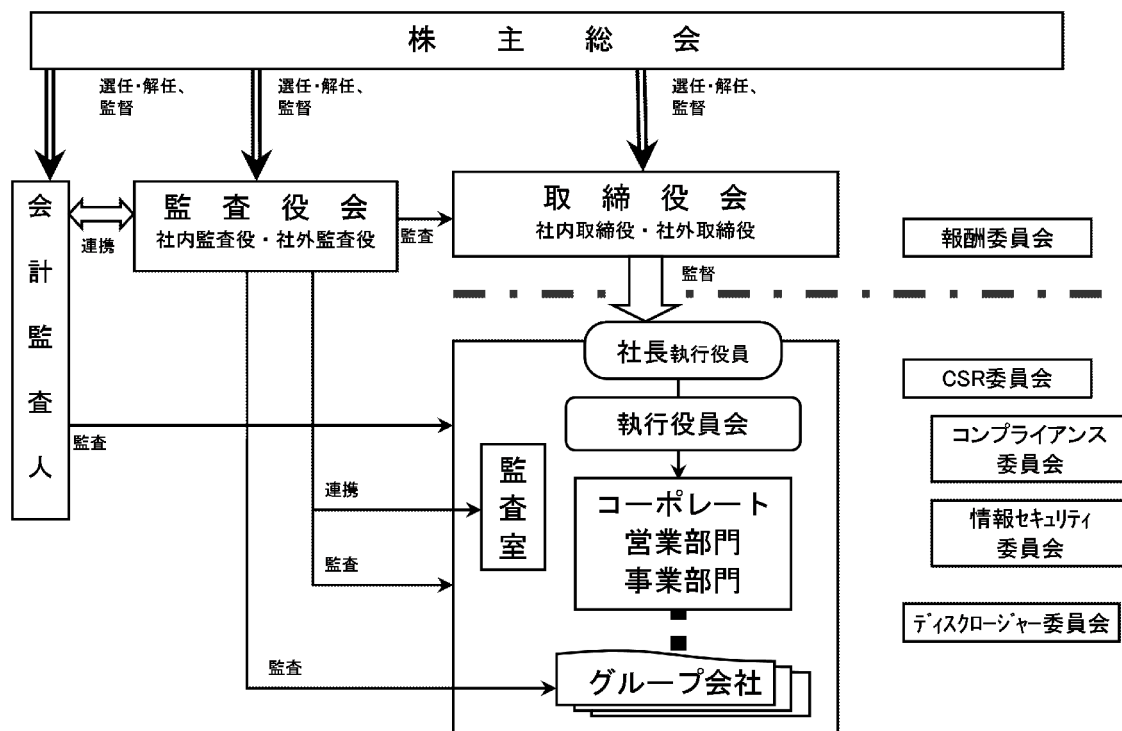 株主総会
選任・解任、
監督
選任・解任、
監督
選任・解任、
監督
会計監査人
連携
監査役会
社内監査役・社外監査役
監査
取締役会
社内取締役・社外取締役
報酬委員会
監督
社長執行役員
CSR委員会
執行役員会
監査
コンプライアンス
委員会
監査室
連携
コーポレート
営業部門
事業部門
情報セキュリティ
委員会
監査
ディスクロージャー委員会
監査
グループ会社